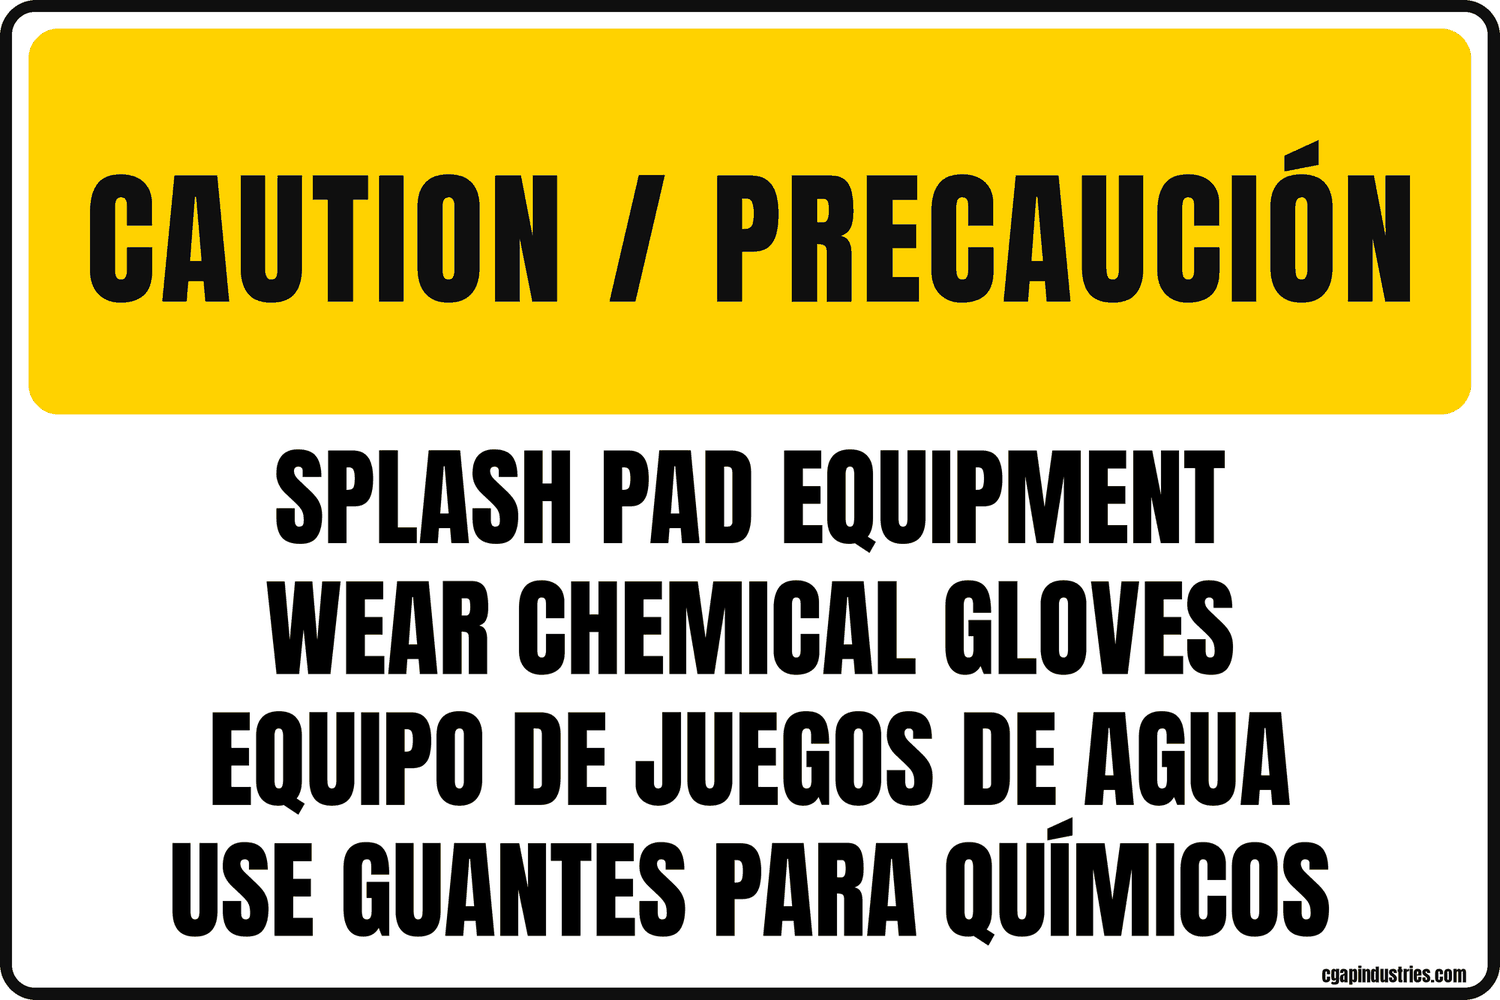 CAUTION / PRECAUCIÓN
SPLASH PAD EQUIPMENT
WEAR CHEMICAL GLOVES
EQUIPO DE JUEGOS DE AGUA
USE GUANTES PARA QUÍMICOS
cgapindustries.com